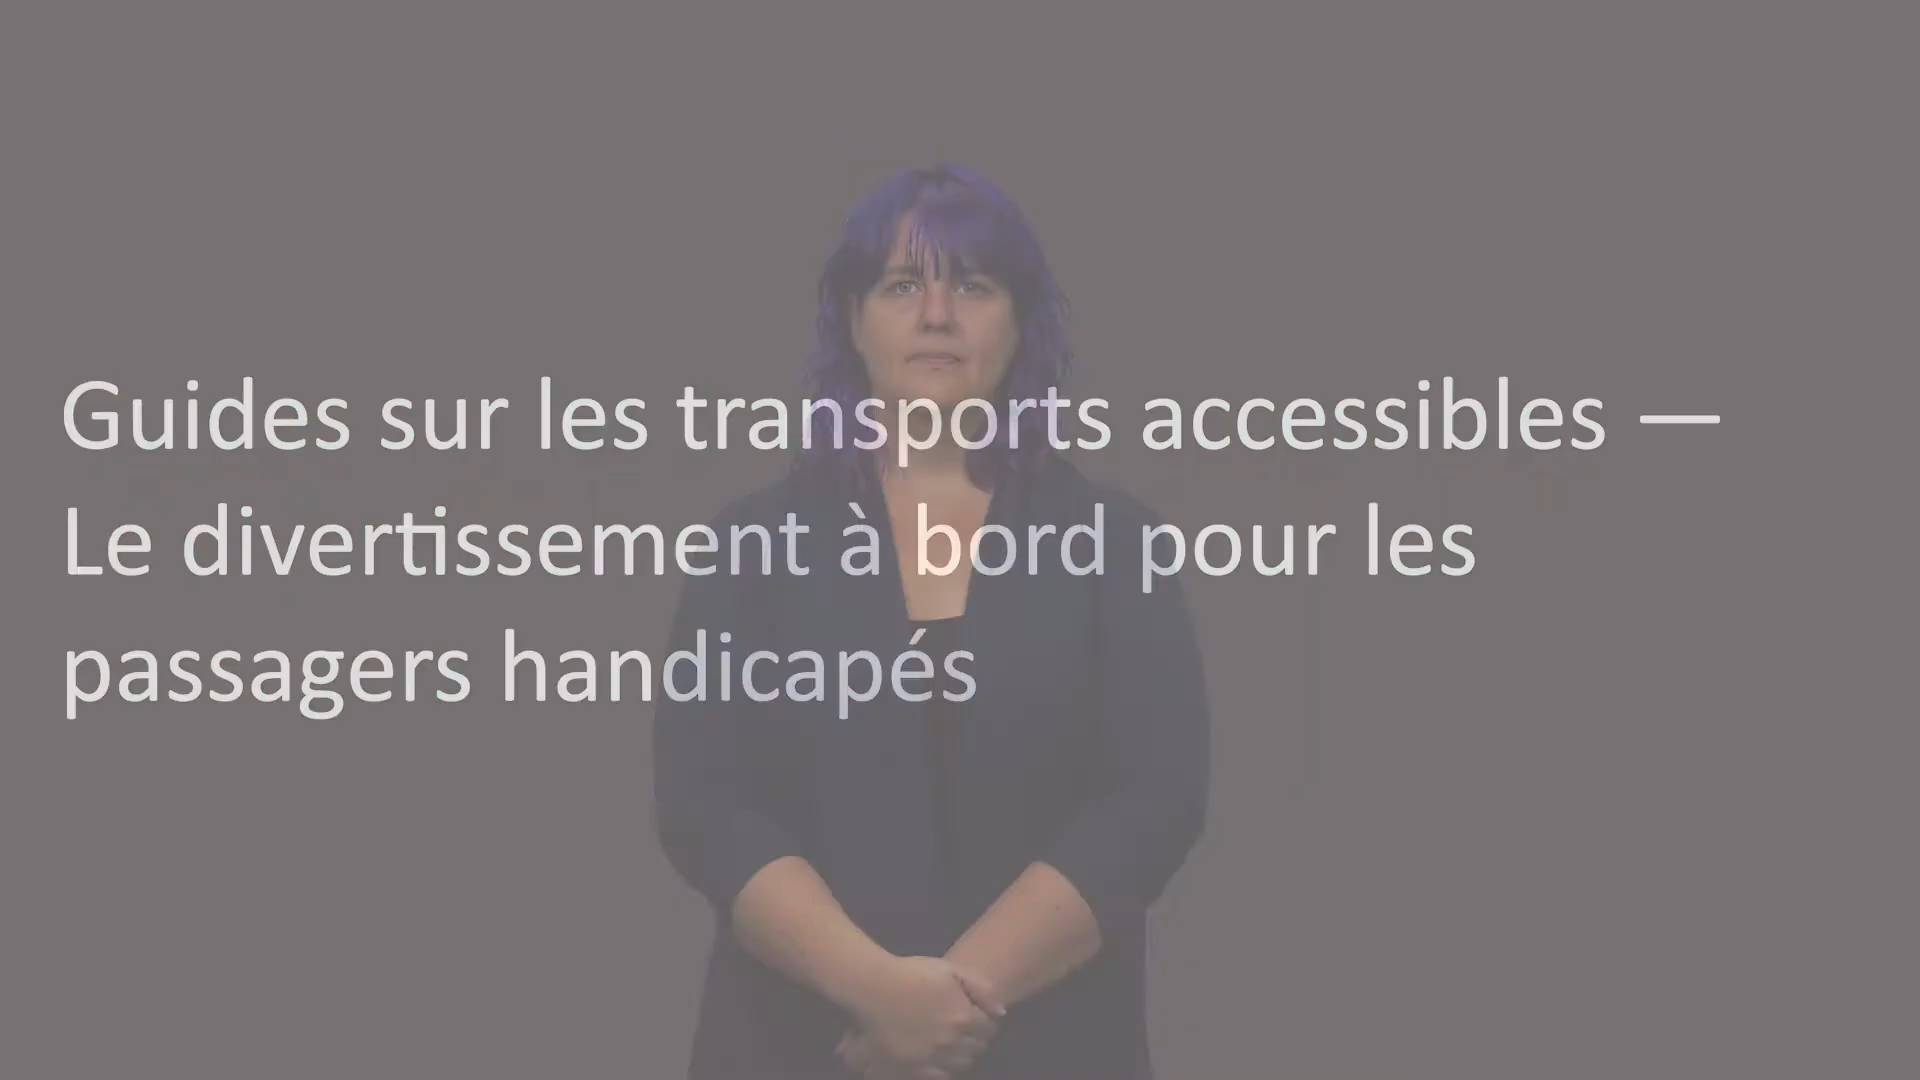 Guides sur les transports accessibles —
Le divertissement à bord pour les
passagers handicapés